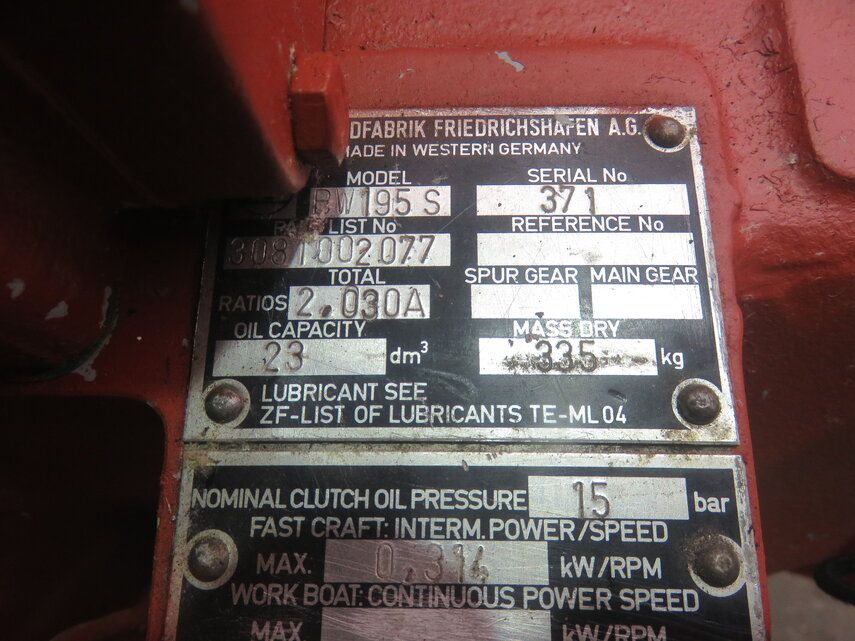 DFABRIK FRIEDRICHSHAFEN A.G.
MADE IN WESTERN GERMANY
MODEL SERIAL No
BW195 S 371
PART LIST No REFERENCE No
3081002077
TOTAL SPUR GEAR MAIN GEAR
RATIOS 2.030A
OIL CAPACITY MASS DRY
23 dm³ 335 kg
LUBRICANT SEE
ZF-LIST OF LUBRICANTS TE-ML 04
NOMINAL CLUTCH OIL PRESSURE 15 bar
FAST CRAFT: INTERM. POWER/SPEED
MAX. 0,314 kW/RPM
WORK BOAT: CONTINUOUS POWER SPEED
MAX kW/RPM